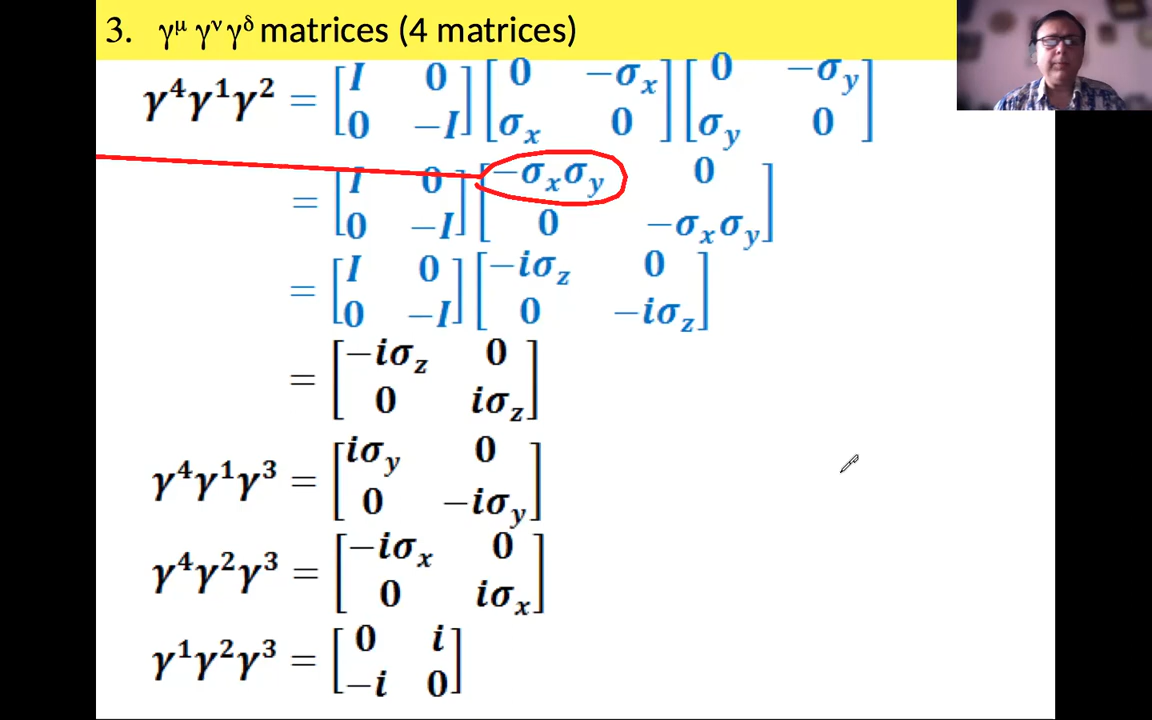 3. γ^μ γ^ν γ^δ matrices (4 matrices)
γ⁴γ¹γ² = [I 0; 0 −I] [0 −σ_x; σ_x 0] [0 −σ_y; σ_y 0]
= [I 0; 0 −I] [−σ_xσ_y 0; 0 −σ_xσ_y]
= [I 0; 0 −I] [−iσ_z 0; 0 −iσ_z]
= [−iσ_z 0; 0 iσ_z]
γ⁴γ¹γ³ = [iσ_y 0; 0 −iσ_y]
γ⁴γ²γ³ = [−iσ_x 0; 0 iσ_x]
γ¹γ²γ³ = [0 i; −i 0]